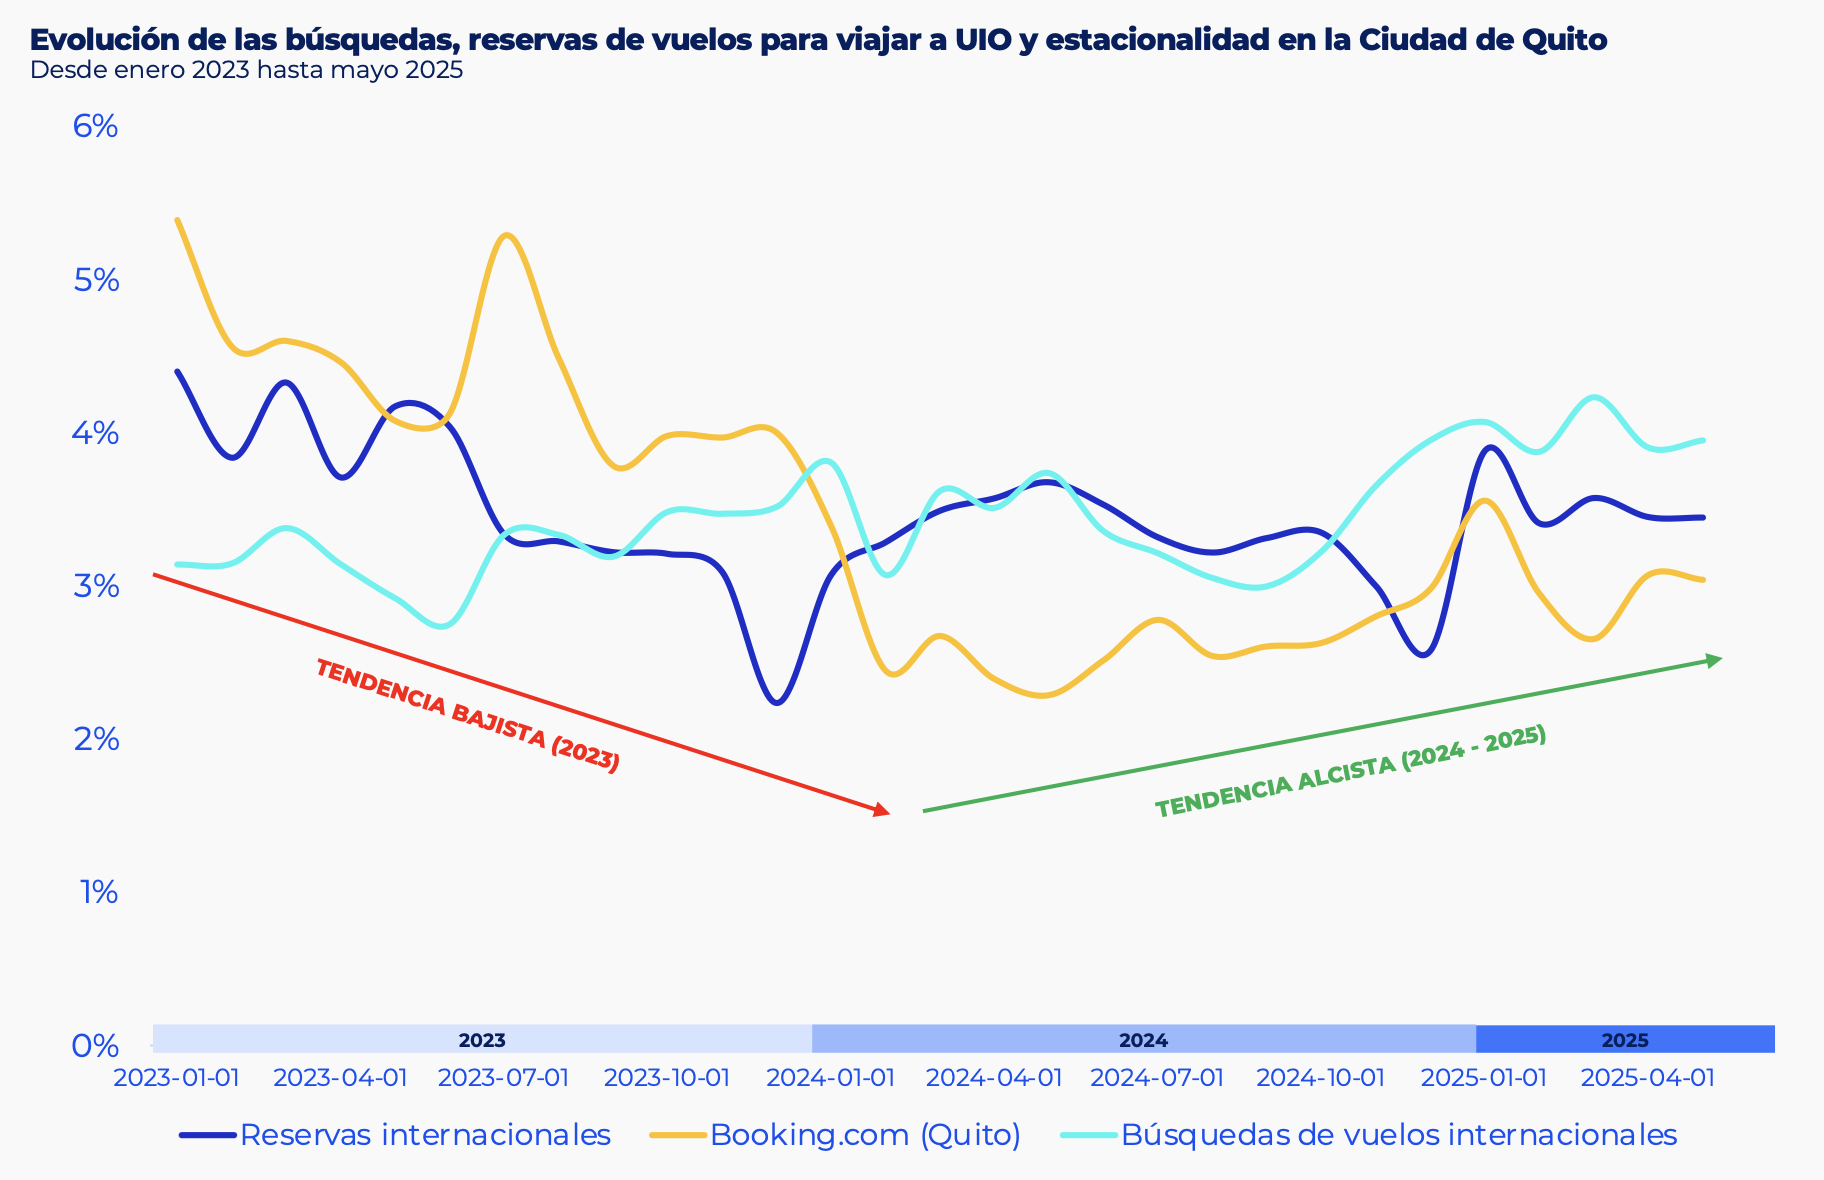 Evolución de las búsquedas, reservas de vuelos para viajar a UIO y estacionalidad en la Ciudad de Quito
Desde enero 2023 hasta mayo 2025
6%
5%
4%
3%
2%
1%
0%
TENDENCIA BAJISTA (2023)
TENDENCIA ALCISTA (2024 - 2025)
2023 2024 2025
2023-01-01 2023-04-01 2023-07-01 2023-10-01 2024-01-01 2024-04-01 2024-07-01 2024-10-01 2025-01-01 2025-04-01
Reservas internacionales Booking.com (Quito) Búsquedas de vuelos internacionales